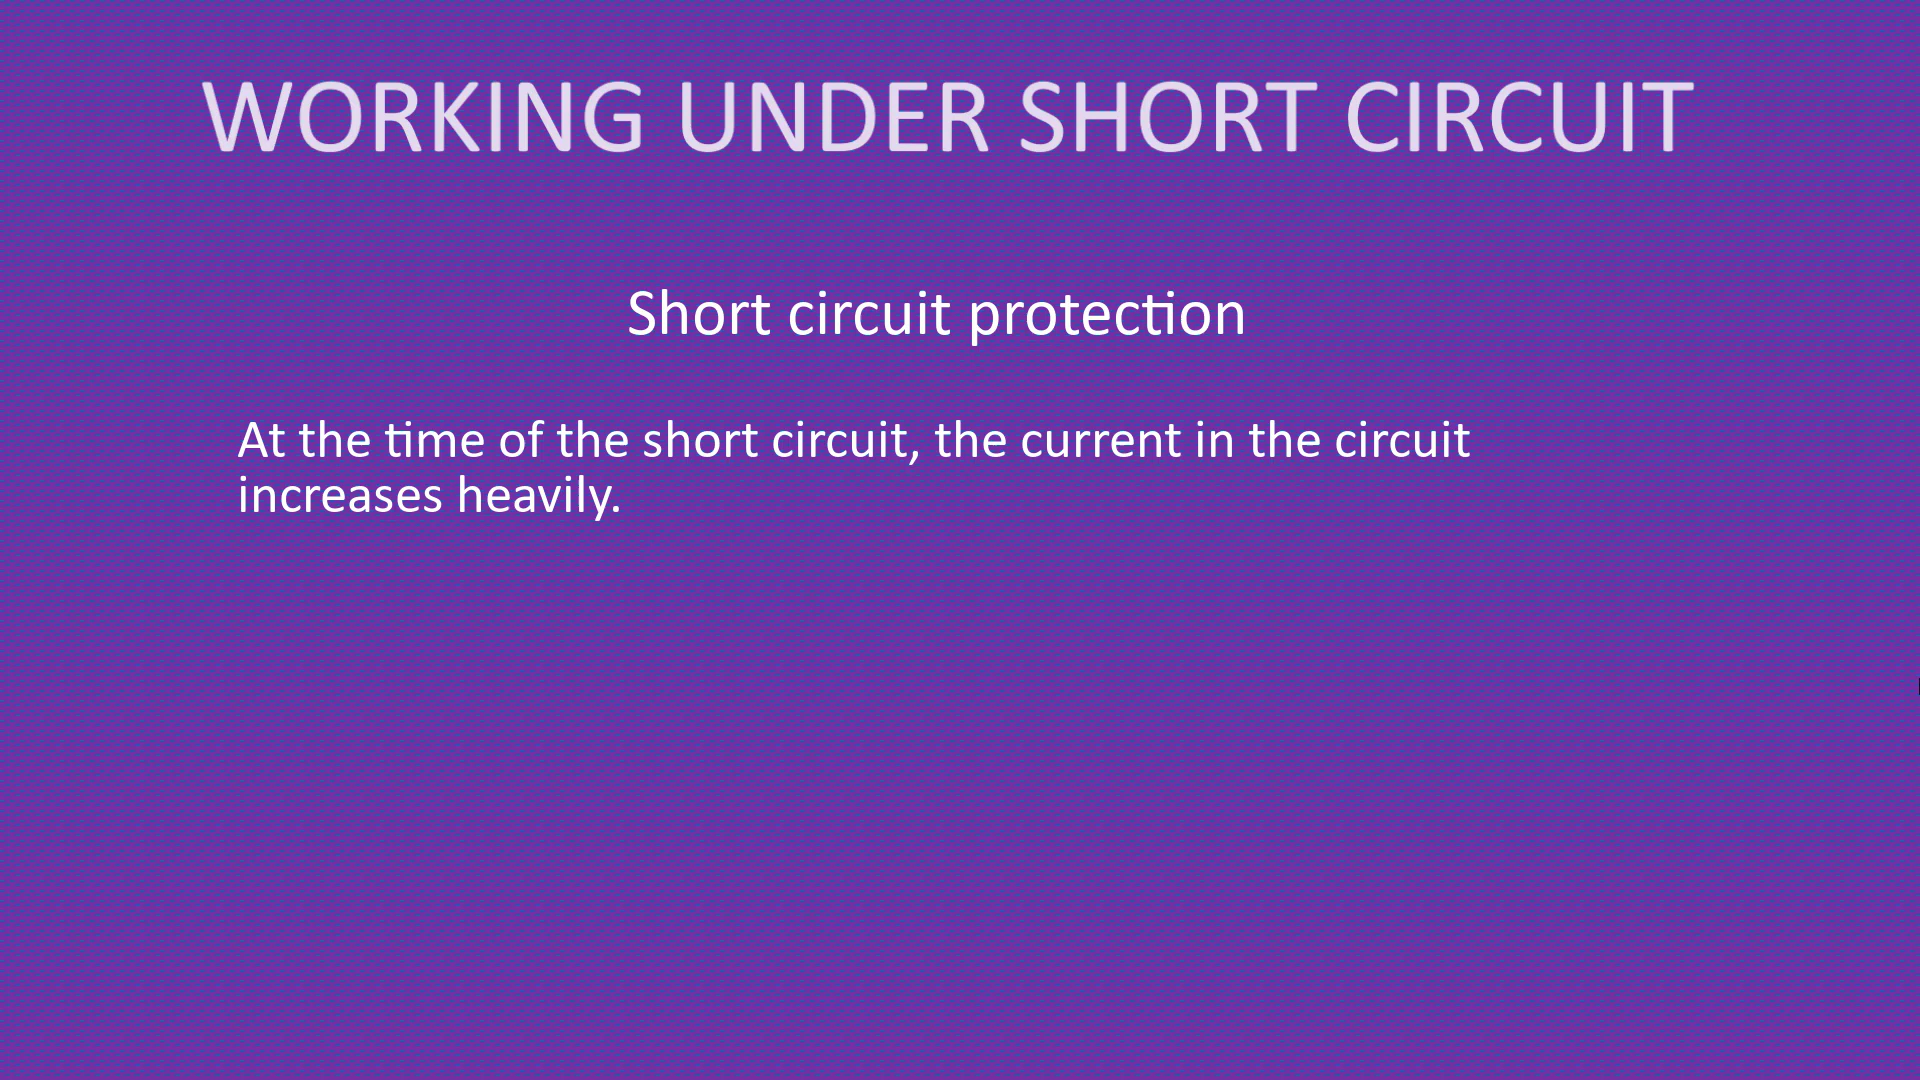 WORKING UNDER SHORT CIRCUIT
Short circuit protection
At the time of the short circuit, the current in the circuit
increases heavily.